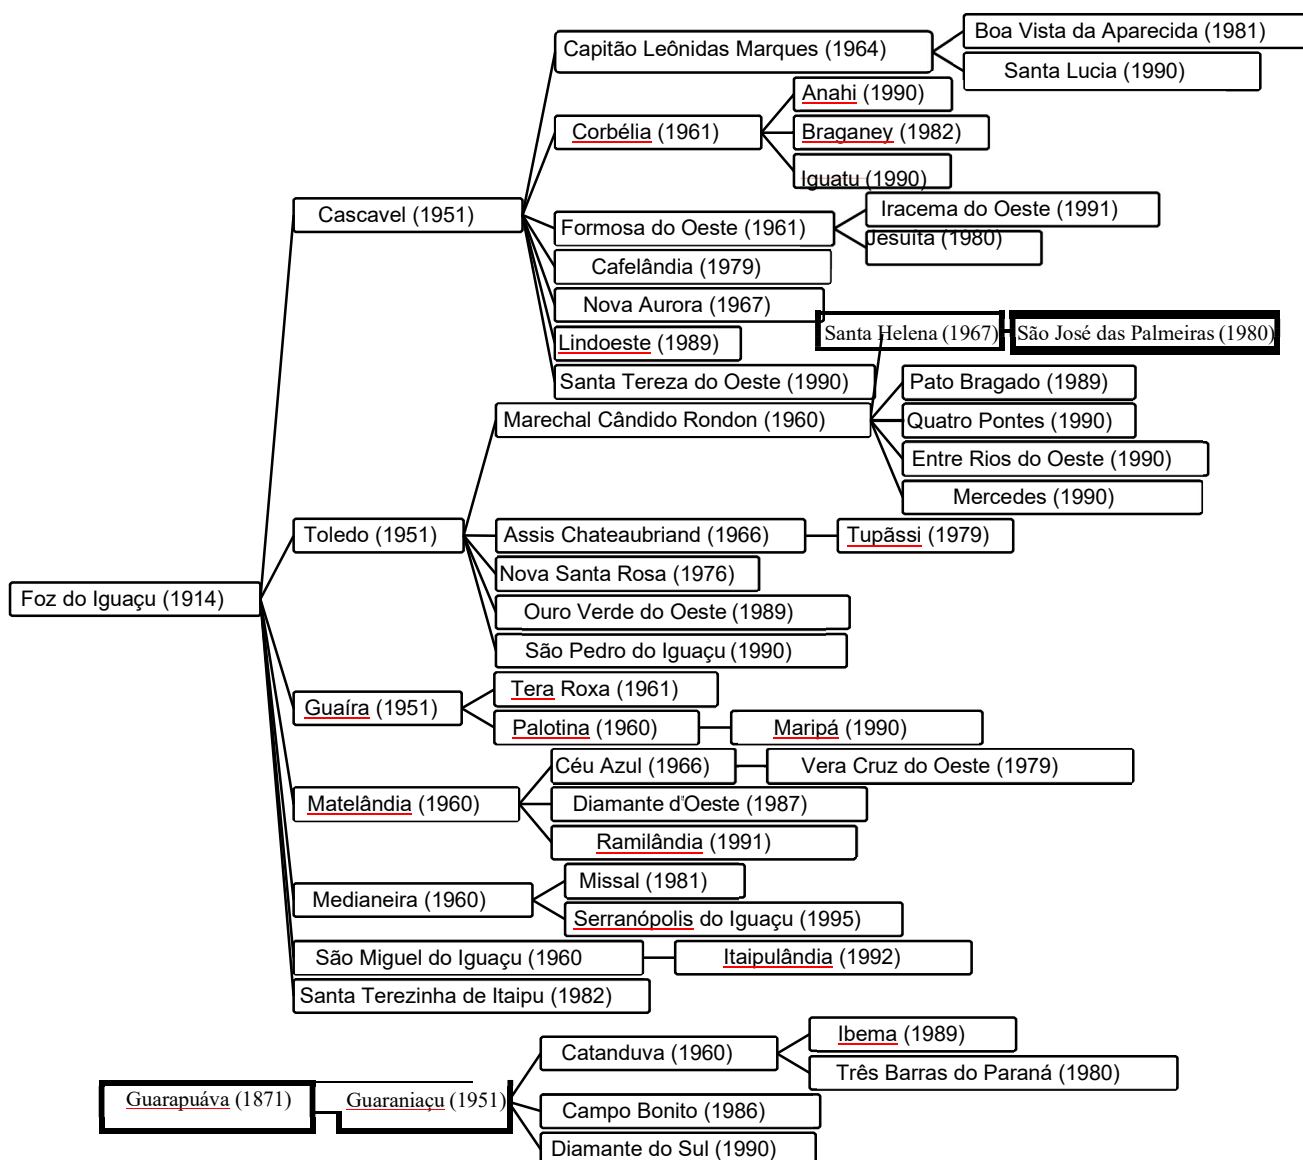 Boa Vista da Aparecida (1981)
Capitão Leônidas Marques (1964)
Santa Lucia (1990)
Anahi (1990)
Corbélia (1961)
Braganey (1982)
Iguatu (1990)
Cascavel (1951)
Iracema do Oeste (1991)
Formosa do Oeste (1961)
Jesuíta (1980)
Cafelândia (1979)
Nova Aurora (1967)
Santa Helena (1967)
São José das Palmeiras (1980)
Lindoeste (1989)
Santa Tereza do Oeste (1990)
Pato Bragado (1989)
Marechal Cândido Rondon (1960)
Quatro Pontes (1990)
Entre Rios do Oeste (1990)
Mercedes (1990)
Toledo (1951)
Assis Chateaubriand (1966)
Tupãssi (1979)
Nova Santa Rosa (1976)
Foz do Iguaçu (1914)
Ouro Verde do Oeste (1989)
São Pedro do Iguaçu (1990)
Guaíra (1951)
Tera Roxa (1961)
Palotina (1960)
Maripá (1990)
Céu Azul (1966)
Vera Cruz do Oeste (1979)
Matelândia (1960)
Diamante d'Oeste (1987)
Ramilândia (1991)
Missal (1981)
Medianeira (1960)
Serranópolis do Iguaçu (1995)
São Miguel do Iguaçu (1960
Itaipulândia (1992)
Santa Terezinha de Itaipu (1982)
Ibema (1989)
Catanduva (1960)
Três Barras do Paraná (1980)
Guarapuáva (1871)
Guaraniaçu (1951)
Campo Bonito (1986)
Diamante do Sul (1990)